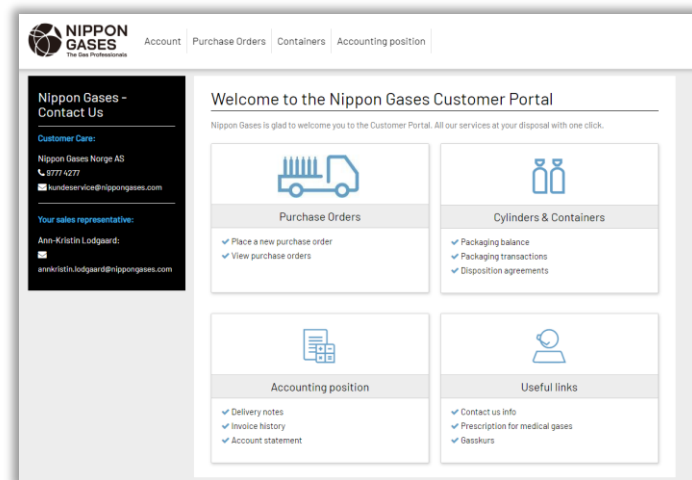 NIPPON
GASES
The Gas Professionals
Account
Purchase Orders
Containers
Accounting position
Nippon Gases -
Contact Us
Customer Care:
Nippon Gases Norge AS
9777 4277
kundeservice@nippongases.com
Your sales representative:
Ann-Kristin Lodgaard:
annkristin.lodgaard@nippongases.com
Welcome to the Nippon Gases Customer Portal
Nippon Gases is glad to welcome you to the Customer Portal. All our services at your disposal with one click.
Purchase Orders
Place a new purchase order
View purchase orders
Cylinders & Containers
Packaging balance
Packaging transactions
Disposition agreements
Accounting position
Delivery notes
Invoice history
Account statement
Useful links
Contact us info
Prescription for medical gases
Gasskurs